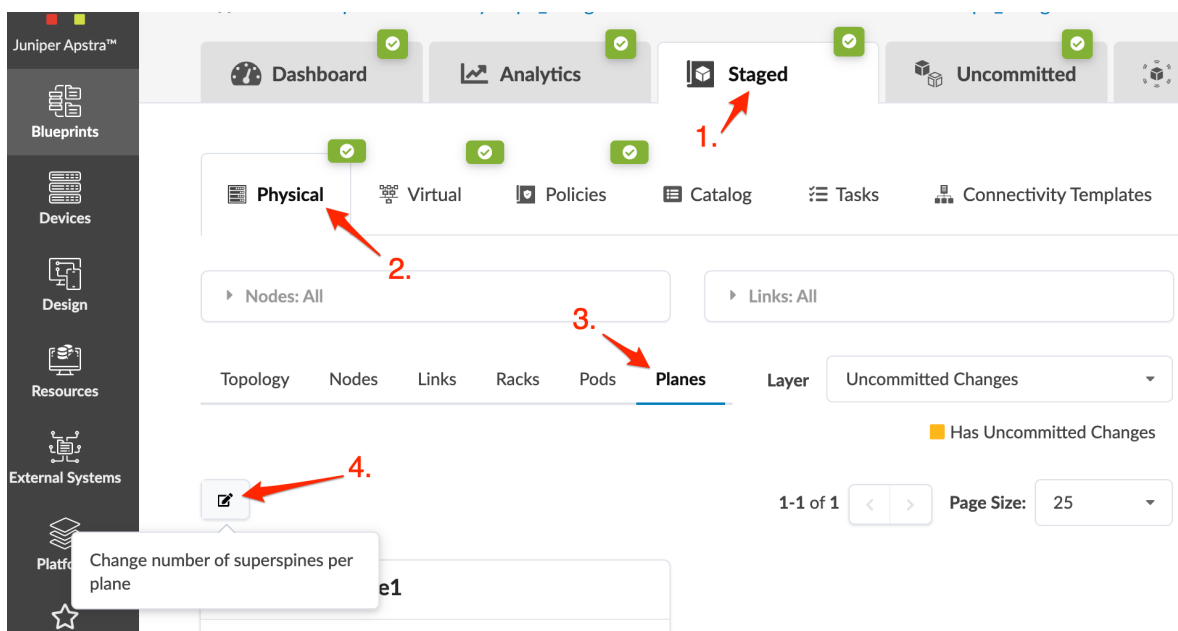 Juniper Apstra™
Dashboard
Analytics
Staged
Uncommitted
1.
Blueprints
Physical
Virtual
Policies
Catalog
Tasks
Connectivity Templates
Devices
2.
Nodes: All
Links: All
Design
3.
Topology
Nodes
Links
Racks
Pods
Planes
Layer
Uncommitted Changes
Resources
Has Uncommitted Changes
External Systems
4.
1-1 of 1
Page Size:
25
Change number of superspines per
plane
e1